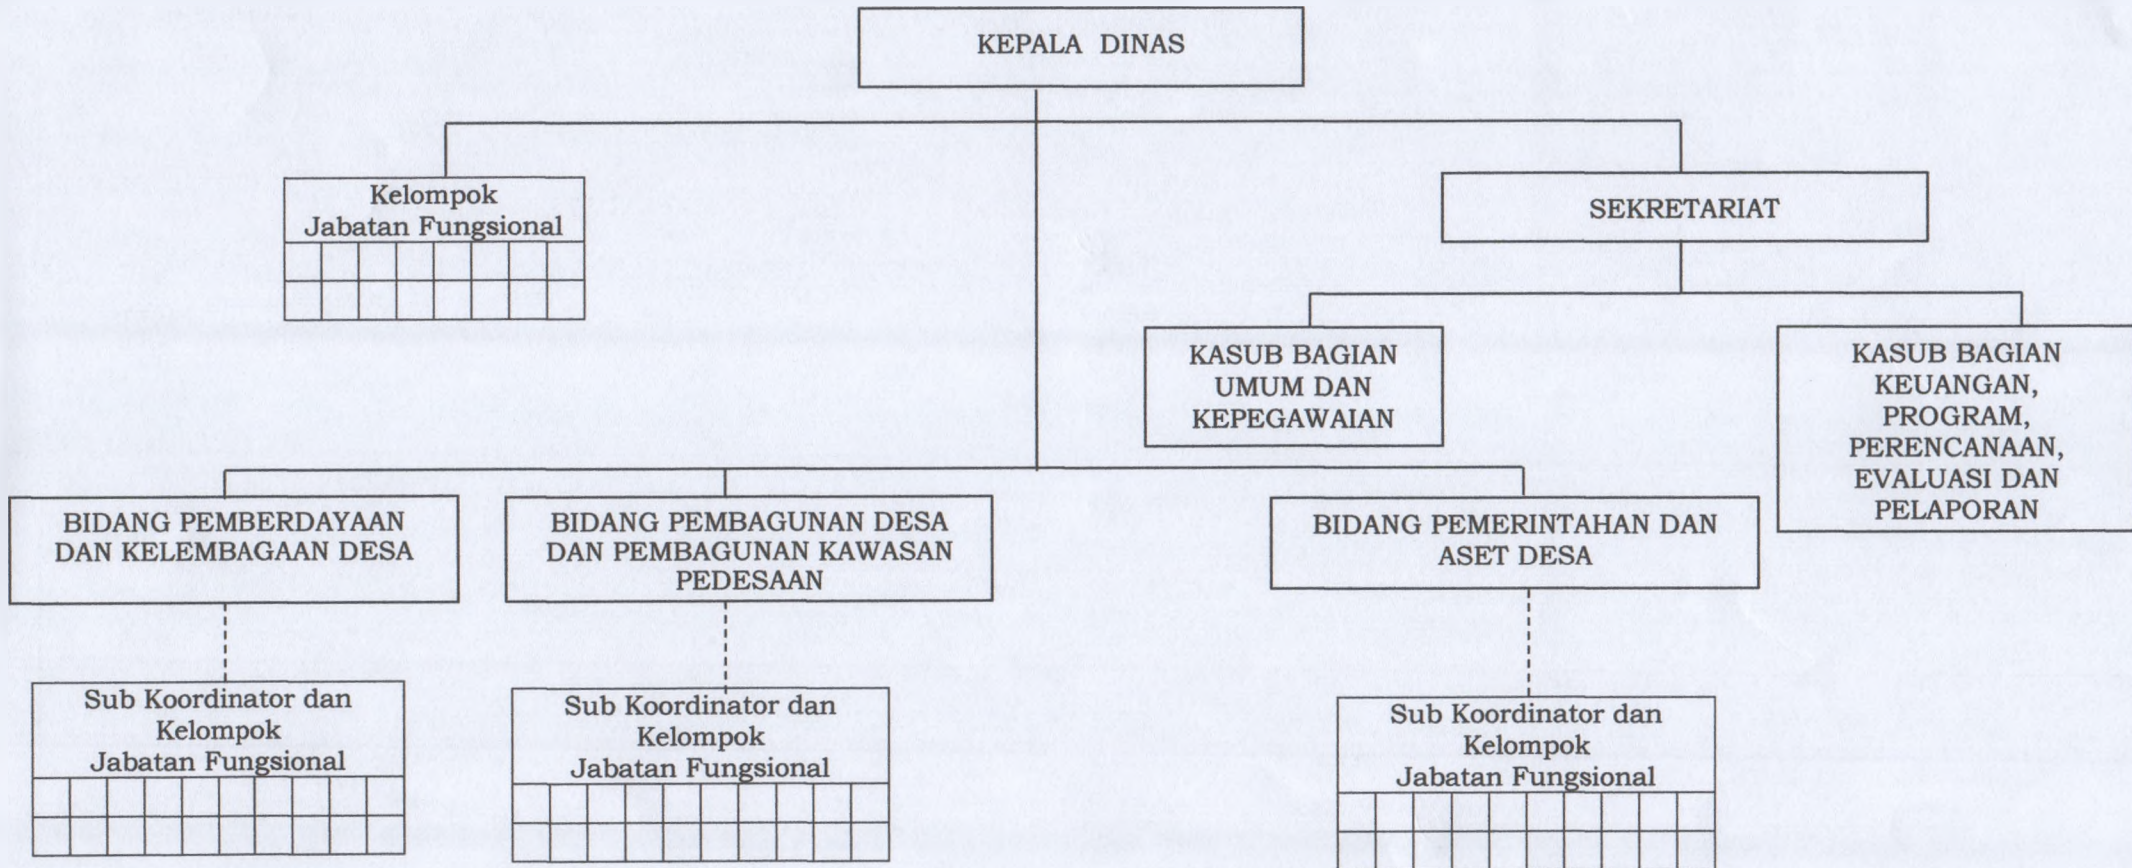 KEPALA DINAS
Kelompok
Jabatan Fungsional
SEKRETARIAT
KASUB BAGIAN
UMUM DAN
KEPEGAWAIAN
KASUB BAGIAN
KEUANGAN,
PROGRAM,
PERENCANAAN,
EVALUASI DAN
PELAPORAN
BIDANG PEMBERDAYAAN
DAN KELEMBAGAAN DESA
BIDANG PEMBAGUNAN DESA
DAN PEMBAGUNAN KAWASAN
PEDESAAN
BIDANG PEMERINTAHAN DAN
ASET DESA
Sub Koordinator dan
Kelompok
Jabatan Fungsional
Sub Koordinator dan
Kelompok
Jabatan Fungsional
Sub Koordinator dan
Kelompok
Jabatan Fungsional